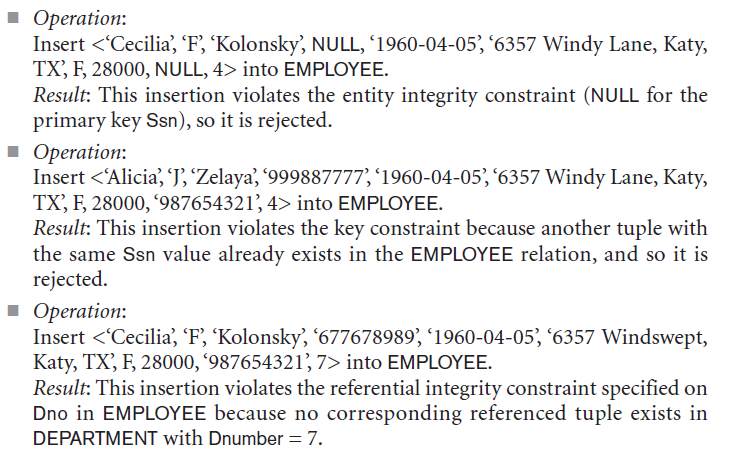 ■ Operation:
Insert <‘Cecilia’, ‘F’, ‘Kolonsky’, NULL, ‘1960-04-05’, ‘6357 Windy Lane, Katy,
TX’, F, 28000, NULL, 4> into EMPLOYEE.
Result: This insertion violates the entity integrity constraint (NULL for the
primary key Ssn), so it is rejected.
■ Operation:
Insert <‘Alicia’, ‘J’, ‘Zelaya’, ‘999887777’, ‘1960-04-05’, ‘6357 Windy Lane, Katy,
TX’, F, 28000, ‘987654321’, 4> into EMPLOYEE.
Result: This insertion violates the key constraint because another tuple with
the same Ssn value already exists in the EMPLOYEE relation, and so it is
rejected.
■ Operation:
Insert <‘Cecilia’, ‘F’, ‘Kolonsky’, ‘677678989’, ‘1960-04-05’, ‘6357 Windswept,
Katy, TX’, F, 28000, ‘987654321’, 7> into EMPLOYEE.
Result: This insertion violates the referential integrity constraint specified on
Dno in EMPLOYEE because no corresponding referenced tuple exists in
DEPARTMENT with Dnumber = 7.